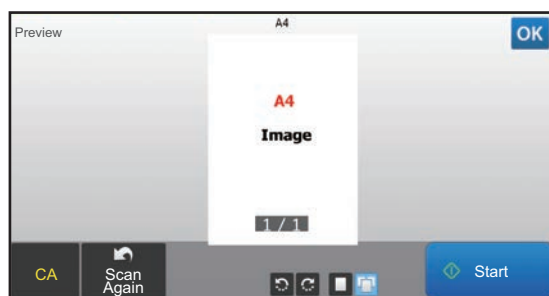 A4
Preview
OK
A4
Image
1 / 1
CA
Scan
Again
Start